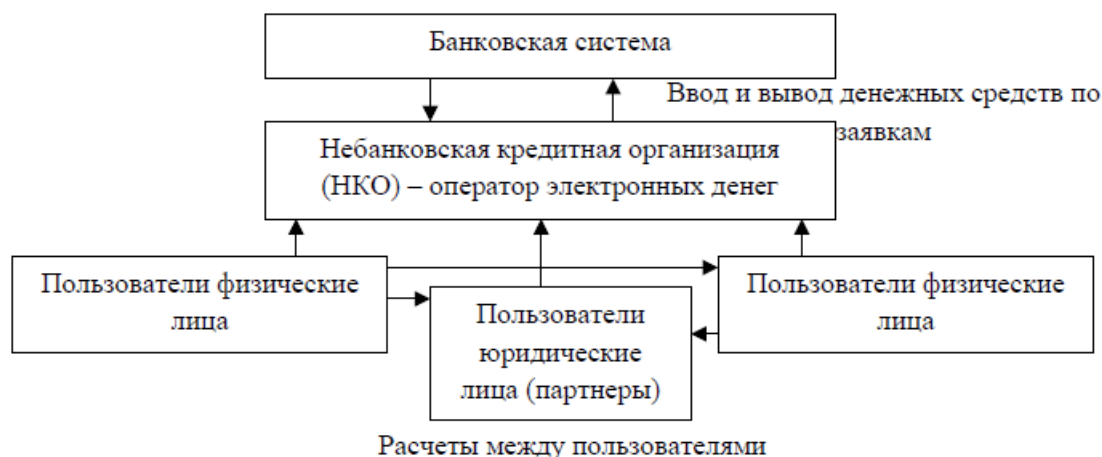 Банковская система
Ввод и вывод денежных средств по
заявкам
Небанковская кредитная организация
(НКО) – оператор электронных денег
Пользователи физические
лица
Пользователи
юридические
лица (партнеры)
Пользователи физические
лица
Расчеты между пользователями